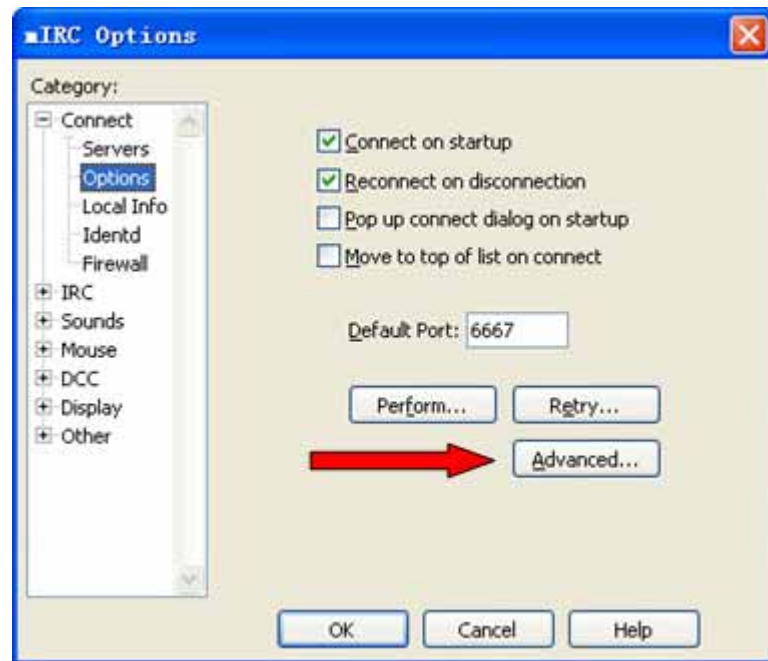 mIRC Options
Category:
Connect
Servers
Options
Local Info
Identd
Firewall
IRC
Sounds
Mouse
DCC
Display
Other
Connect on startup
Reconnect on disconnection
Pop up connect dialog on startup
Move to top of list on connect
Default Port: 6667
Perform... Retry...
Advanced...
OK Cancel Help